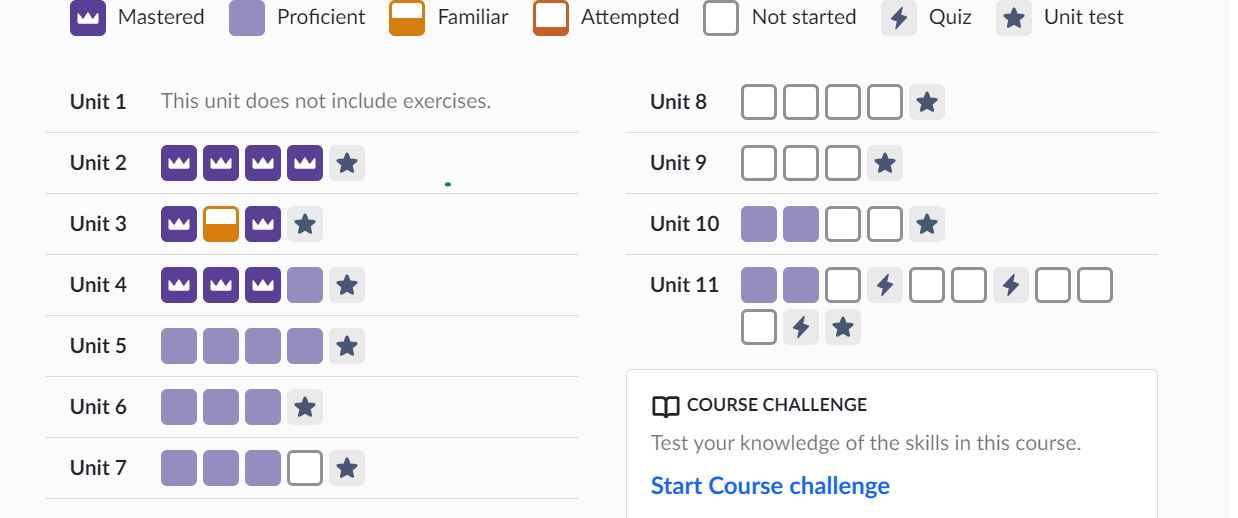 Mastered Proficient Familiar Attempted Not started Quiz Unit test
Unit 1 This unit does not include exercises.
Unit 2
Unit 3
Unit 4
Unit 5
Unit 6
Unit 7
Unit 8
Unit 9
Unit 10
Unit 11
COURSE CHALLENGE
Test your knowledge of the skills in this course.
Start Course challenge